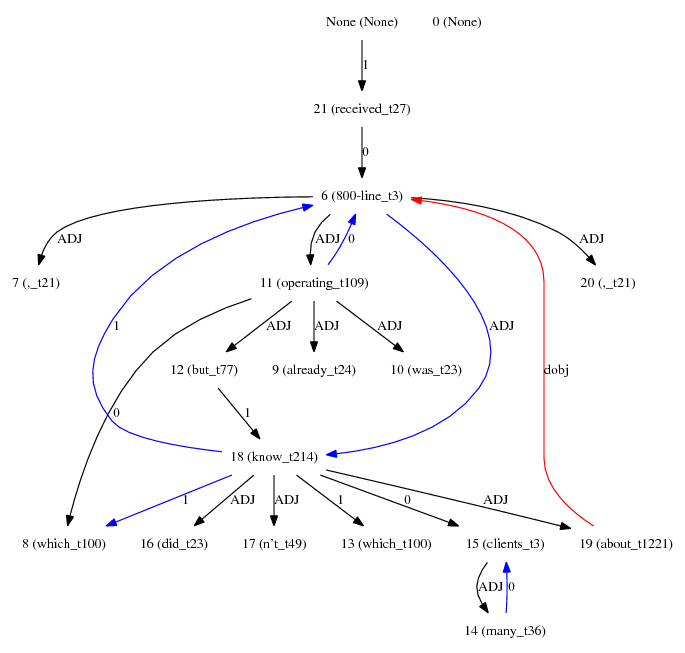 None (None) 0 (None)
1
21 (received_t27)
0
6 (800-line_t3)
ADJ ADJ 0 ADJ
7 (,_t21) 11 (operating_t109) 20 (,_t21)
1 ADJ ADJ ADJ ADJ
12 (but_t77) 9 (already_t24) 10 (was_t23) dobj
0 1
18 (know_t214)
1 ADJ ADJ 1 0 ADJ
8 (which_t100) 16 (did_t23) 17 (n't_t49) 13 (which_t100) 15 (clients_t3) 19 (about_t1221)
ADJ 0
14 (many_t36)